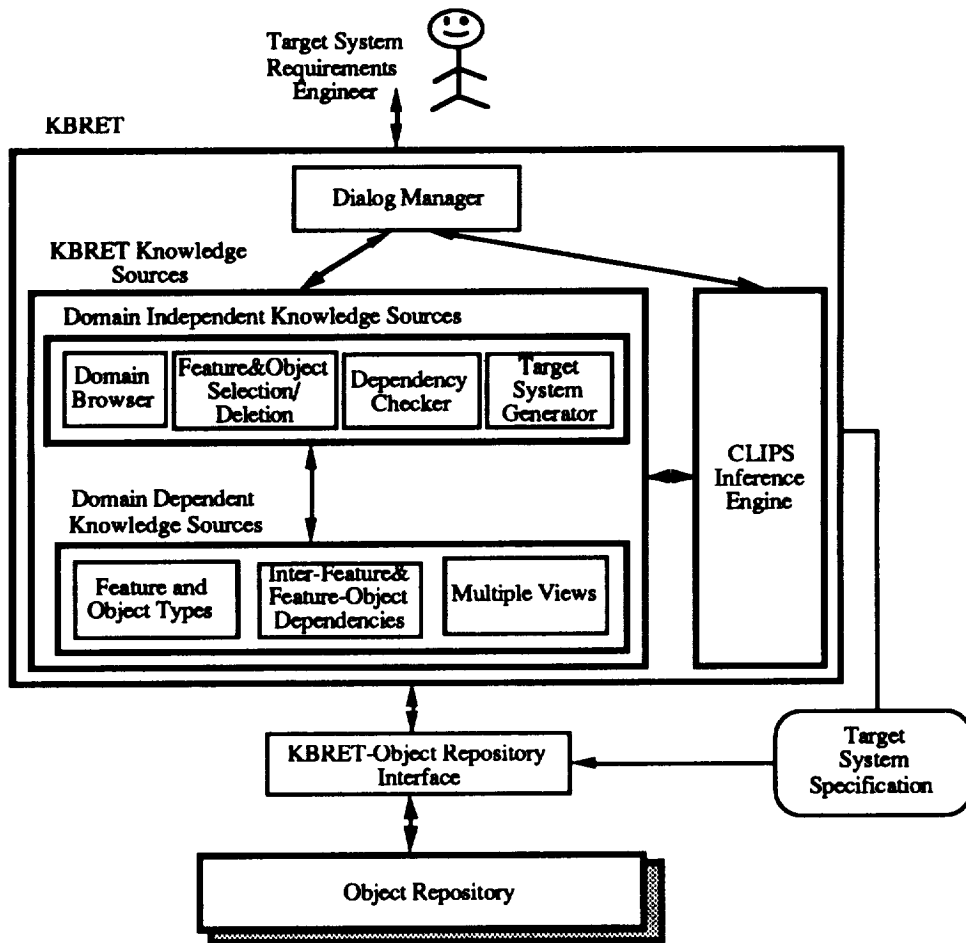 Target System
Requirements
Engineer
KBRET
Dialog Manager
KBRET Knowledge
Sources
Domain Independent Knowledge Sources
Domain
Browser
Feature&Object
Selection/
Deletion
Dependency
Checker
Target
System
Generator
CLIPS
Inference
Engine
Domain Dependent
Knowledge Sources
Feature and
Object Types
Inter-Feature&
Feature-Object
Dependencies
Multiple Views
KBRET-Object Repository
Interface
Target
System
Specification
Object Repository